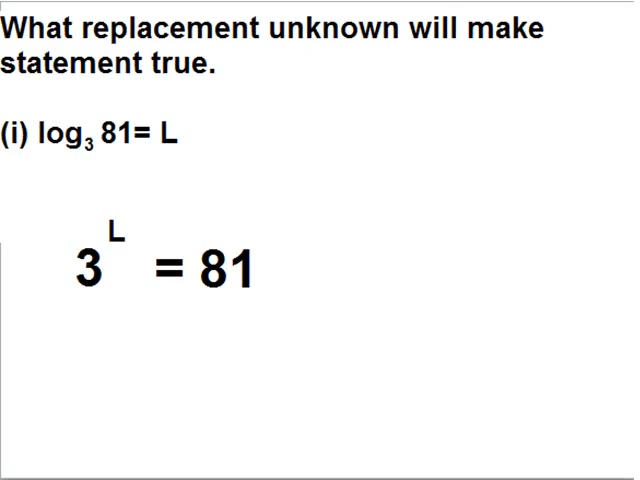 What replacement unknown will make
statement true.
(i) log₃ 81= L
3ᴸ = 81